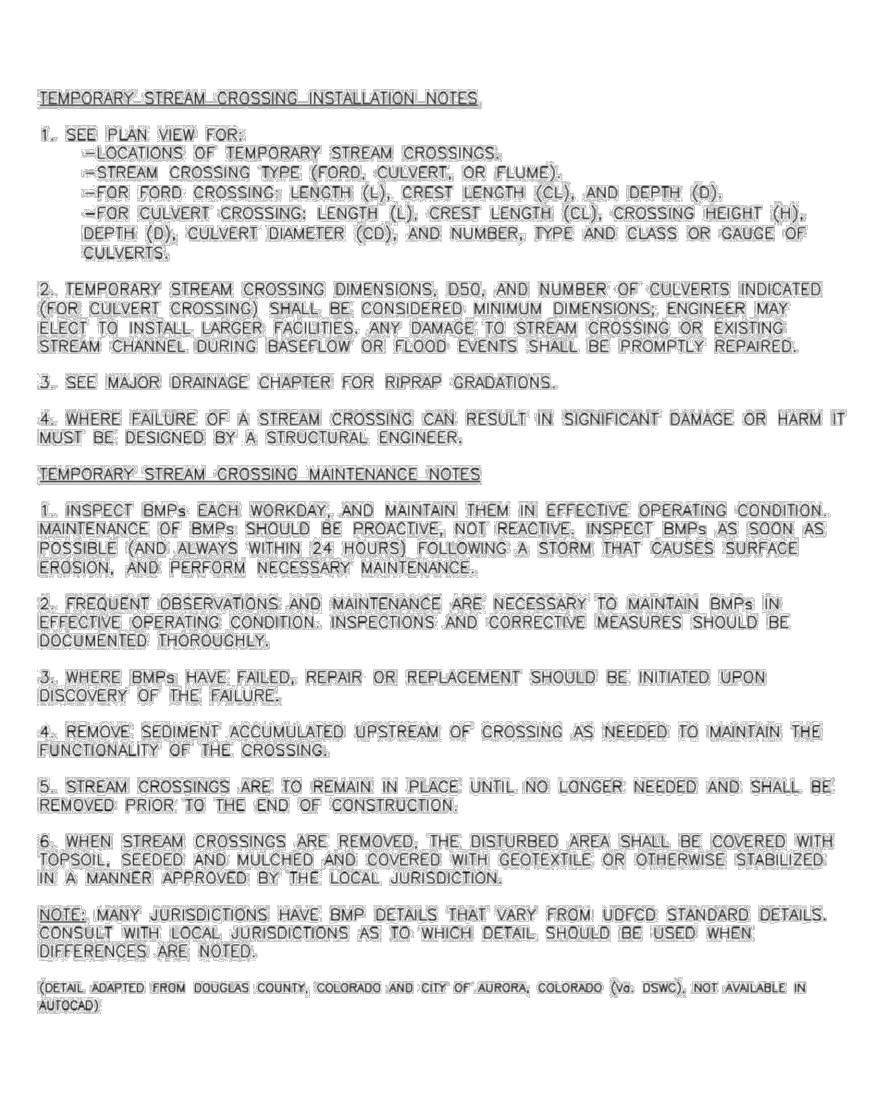 TEMPORARY STREAM CROSSING INSTALLATION NOTES
1. SEE PLAN VIEW FOR:
-LOCATIONS OF TEMPORARY STREAM CROSSINGS.
-STREAM CROSSING TYPE (FORD, CULVERT, OR FLUME).
-FOR FORD CROSSING: LENGTH (L), CREST LENGTH (CL), AND DEPTH (D).
-FOR CULVERT CROSSING: LENGTH (L), CREST LENGTH (CL), CROSSING HEIGHT (H),
DEPTH (D), CULVERT DIAMETER (CD), AND NUMBER, TYPE AND CLASS OR GAUGE OF
CULVERTS.
2. TEMPORARY STREAM CROSSING DIMENSIONS, D50, AND NUMBER OF CULVERTS INDICATED
(FOR CULVERT CROSSING) SHALL BE CONSIDERED MINIMUM DIMENSIONS; ENGINEER MAY
ELECT TO INSTALL LARGER FACILITIES. ANY DAMAGE TO STREAM CROSSING OR EXISTING
STREAM CHANNEL DURING BASEFLOW OR FLOOD EVENTS SHALL BE PROMPTLY REPAIRED.
3. SEE MAJOR DRAINAGE CHAPTER FOR RIPRAP GRADATIONS.
4. WHERE FAILURE OF A STREAM CROSSING CAN RESULT IN SIGNIFICANT DAMAGE OR HARM IT
MUST BE DESIGNED BY A STRUCTURAL ENGINEER.
TEMPORARY STREAM CROSSING MAINTENANCE NOTES
1. INSPECT BMPs EACH WORKDAY, AND MAINTAIN THEM IN EFFECTIVE OPERATING CONDITION.
MAINTENANCE OF BMPs SHOULD BE PROACTIVE, NOT REACTIVE. INSPECT BMPs AS SOON AS
POSSIBLE (AND ALWAYS WITHIN 24 HOURS) FOLLOWING A STORM THAT CAUSES SURFACE
EROSION, AND PERFORM NECESSARY MAINTENANCE.
2. FREQUENT OBSERVATIONS AND MAINTENANCE ARE NECESSARY TO MAINTAIN BMPs IN
EFFECTIVE OPERATING CONDITION. INSPECTIONS AND CORRECTIVE MEASURES SHOULD BE
DOCUMENTED THOROUGHLY.
3. WHERE BMPs HAVE FAILED, REPAIR OR REPLACEMENT SHOULD BE INITIATED UPON
DISCOVERY OF THE FAILURE.
4. REMOVE SEDIMENT ACCUMULATED UPSTREAM OF CROSSING AS NEEDED TO MAINTAIN THE
FUNCTIONALITY OF THE CROSSING.
5. STREAM CROSSINGS ARE TO REMAIN IN PLACE UNTIL NO LONGER NEEDED AND SHALL BE
REMOVED PRIOR TO THE END OF CONSTRUCTION.
6. WHEN STREAM CROSSINGS ARE REMOVED, THE DISTURBED AREA SHALL BE COVERED WITH
TOPSOIL, SEEDED AND MULCHED AND COVERED WITH GEOTEXTILE OR OTHERWISE STABILIZED
IN A MANNER APPROVED BY THE LOCAL JURISDICTION.
NOTE: MANY JURISDICTIONS HAVE BMP DETAILS THAT VARY FROM UDFCD STANDARD DETAILS.
CONSULT WITH LOCAL JURISDICTIONS AS TO WHICH DETAIL SHOULD BE USED WHEN
DIFFERENCES ARE NOTED.
(DETAIL ADAPTED FROM DOUGLAS COUNTY, COLORADO AND CITY OF AURORA, COLORADO (Va. DSWC), NOT AVAILABLE IN
AUTOCAD)